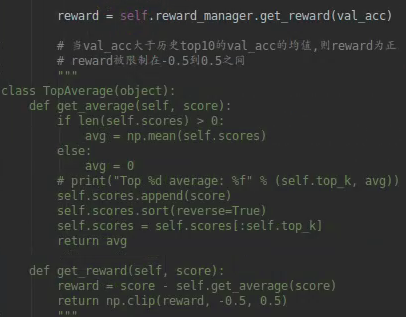 reward = self.reward_manager.get_reward(val_acc)
# 当val_acc大于历史top10的val_acc的均值,则reward为正
# reward被限制在-0.5到0.5之间
"""
class TopAverage(object):
def get_average(self, score):
if len(self.scores) > 0:
avg = np.mean(self.scores)
else:
avg = 0
# print("Top %d average: %f" % (self.top_k, avg))
self.scores.append(score)
self.scores.sort(reverse=True)
self.scores = self.scores[:self.top_k]
return avg
def get_reward(self, score):
reward = score - self.get_average(score)
return np.clip(reward, -0.5, 0.5)
"""